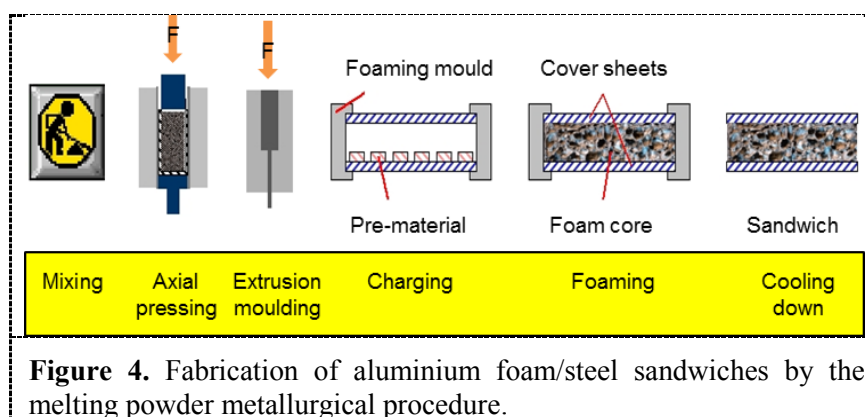 F
F
Foaming mould
Cover sheets
Pre-material
Foam core
Sandwich
Mixing
Axial
pressing
Extrusion
moulding
Charging
Foaming
Cooling
down
Figure 4. Fabrication of aluminium foam/steel sandwiches by the
melting powder metallurgical procedure.